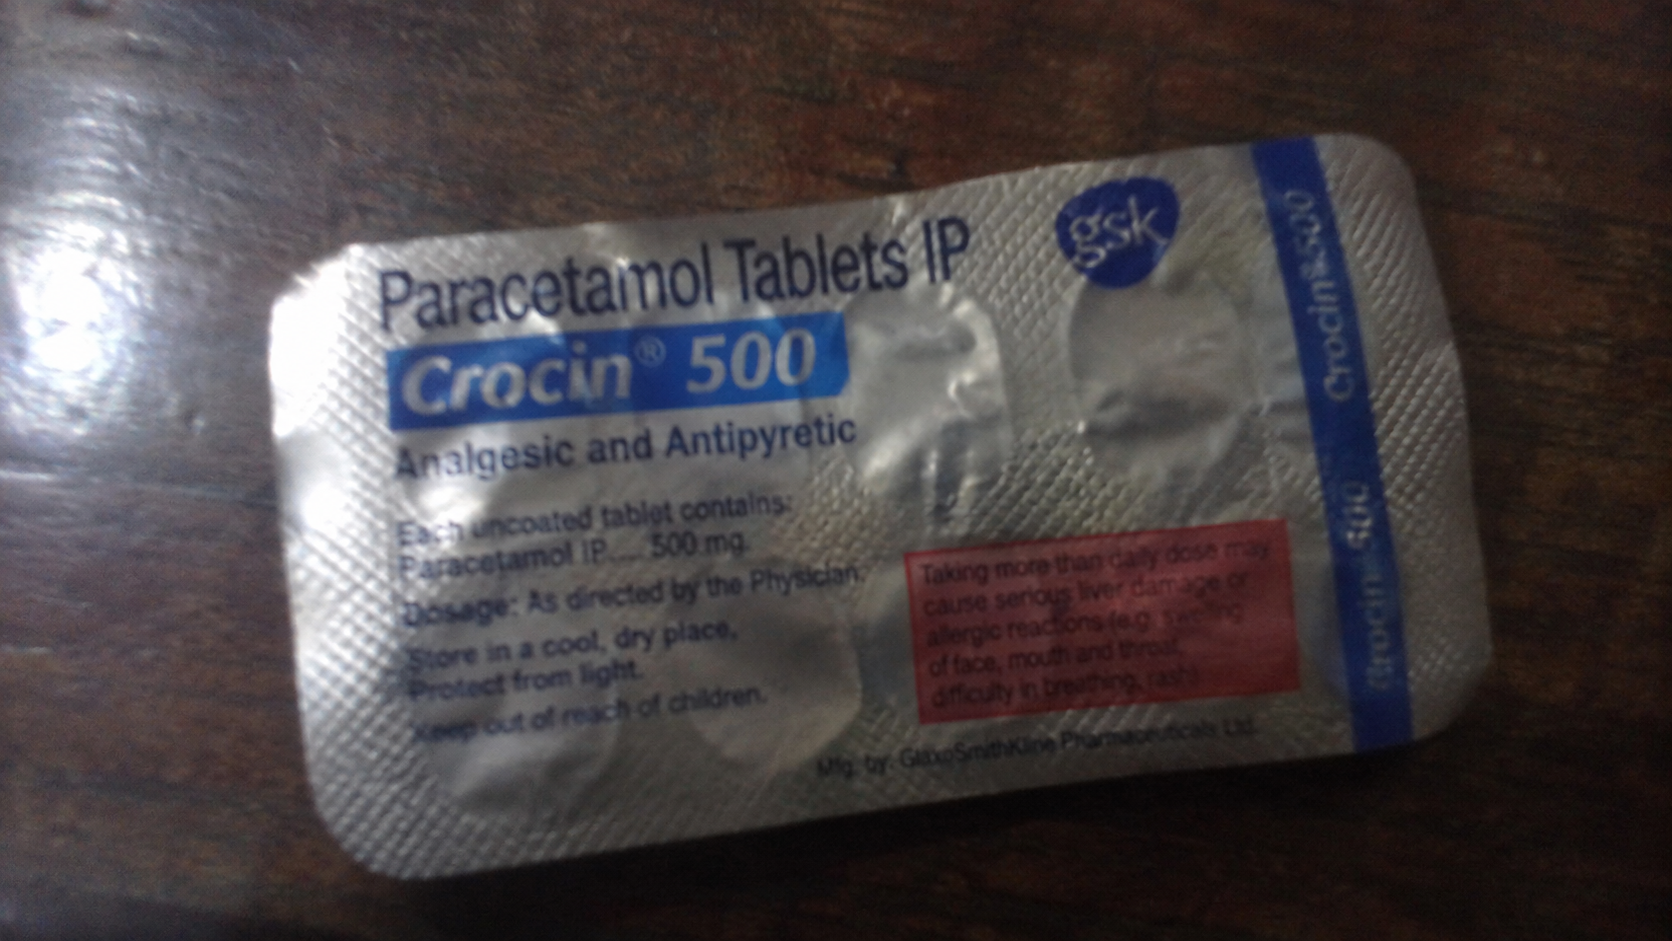 Paracetamol Tablets IP
gsk
Crocin® 500
Analgesic and Antipyretic
Each uncoated tablet contains:
Paracetamol IP..... 500 mg.
Dosage: As directed by the Physician.
Store in a cool, dry place,
Protect from light.
Keep out of reach of children.
Taking more than daily dose may
cause serious liver damage or
allergic reactions (e.g. swelling
of face, mouth and throat,
difficulty in breathing, rash)
Mfg. by: GlaxoSmithKline Pharmaceuticals Ltd.
Crocin® 500
Crocin 500